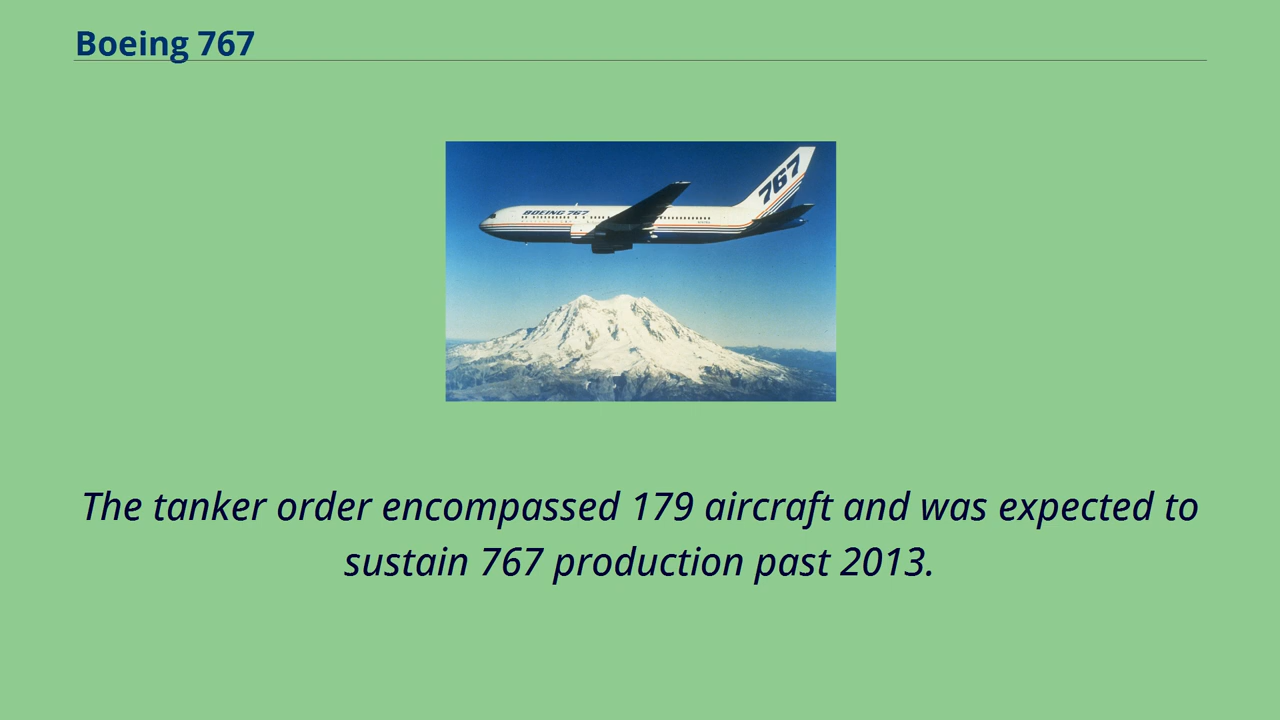 Boeing 767
767
BOEING 767
The tanker order encompassed 179 aircraft and was expected to
sustain 767 production past 2013.